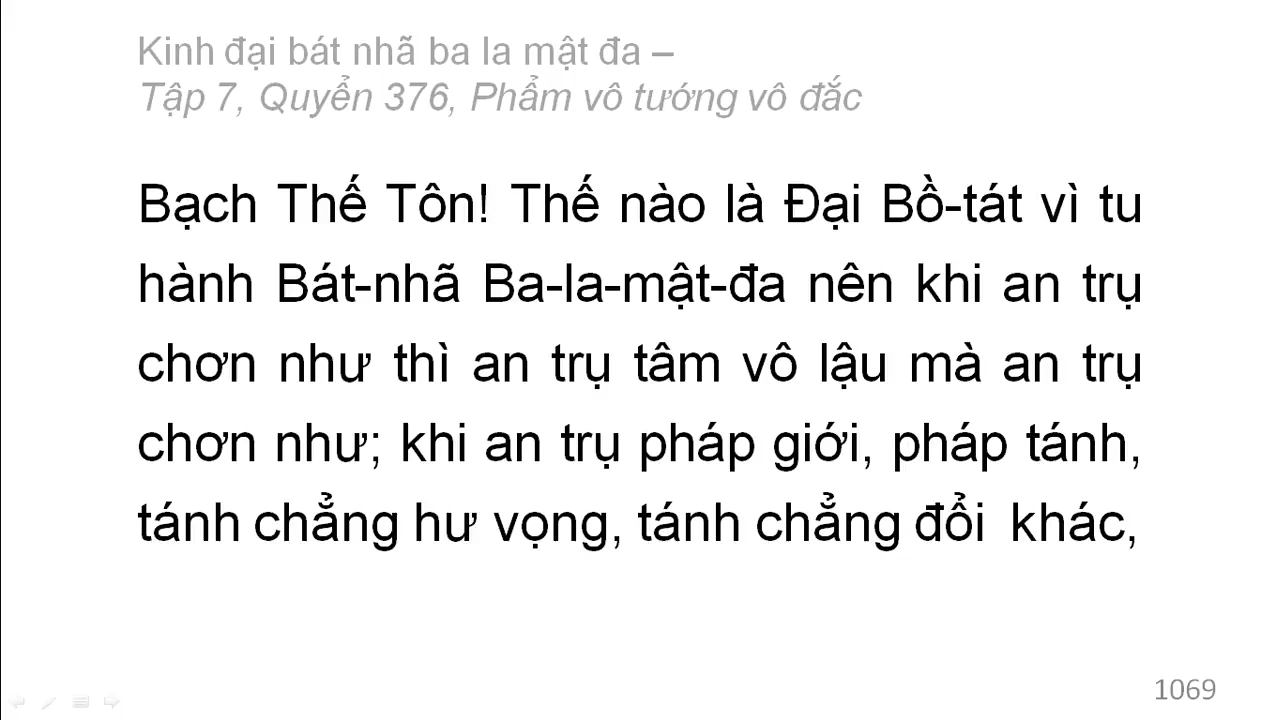 Kinh đại bát nhã ba la mật đa –
Tập 7, Quyển 376, Phẩm vô tướng vô đắc
Bạch Thế Tôn! Thế nào là Đại Bồ-tát vì tu
hành Bát-nhã Ba-la-mật-đa nên khi an trụ
chơn như thì an trụ tâm vô lậu mà an trụ
chơn như; khi an trụ pháp giới, pháp tánh,
tánh chẳng hư vọng, tánh chẳng đổi khác,
1069